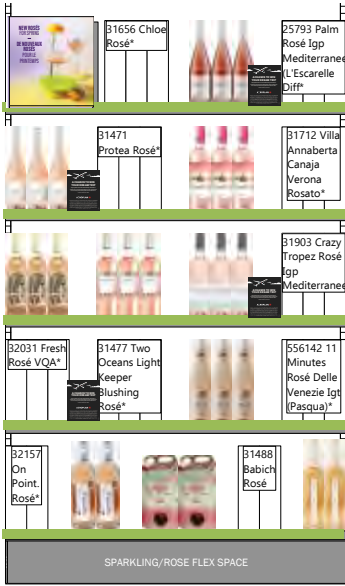 NEW ROSÉS
FOR SPRING
DE NOUVEAUX
ROSÉS
POUR LE
PRINTEMPS
31656 Chloe
Rosé*
25793 Palm
Rosé Igp
Mediterranee
(L'Escarelle
Diff*
31471
Protea Rosé*
31712 Villa
Annaberta
Canaja
Verona
Rosato*
31903 Crazy
Tropez Rosé
Igp
Mediterranee
32031 Fresh
Rosé VQA*
31477 Two
Oceans Light
Keeper
Blushing
Rosé*
556142 11
Minutes
Rosé Delle
Venezie Igt
(Pasqua)*
32157
On
Point.
Rosé*
31488
Babich
Rosé
SPARKLING/ROSE FLEX SPACE